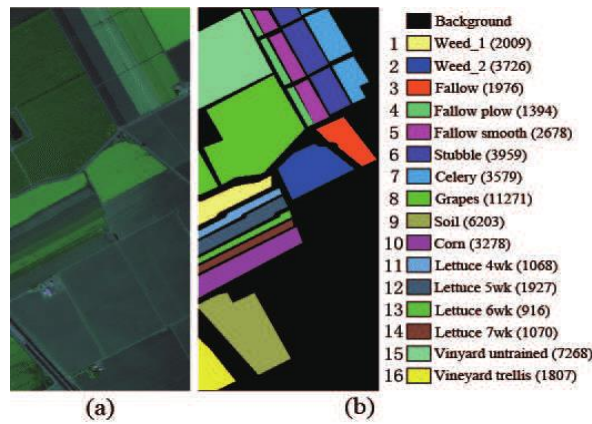 Background
1 Weed_1 (2009)
2 Weed_2 (3726)
3 Fallow (1976)
4 Fallow plow (1394)
5 Fallow smooth (2678)
6 Stubble (3959)
7 Celery (3579)
8 Grapes (11271)
9 Soil (6203)
10 Corn (3278)
11 Lettuce 4wk (1068)
12 Lettuce 5wk (1927)
13 Lettuce 6wk (916)
14 Lettuce 7wk (1070)
15 Vinyard untrained (7268)
16 Vineyard trellis (1807)
(a)
(b)